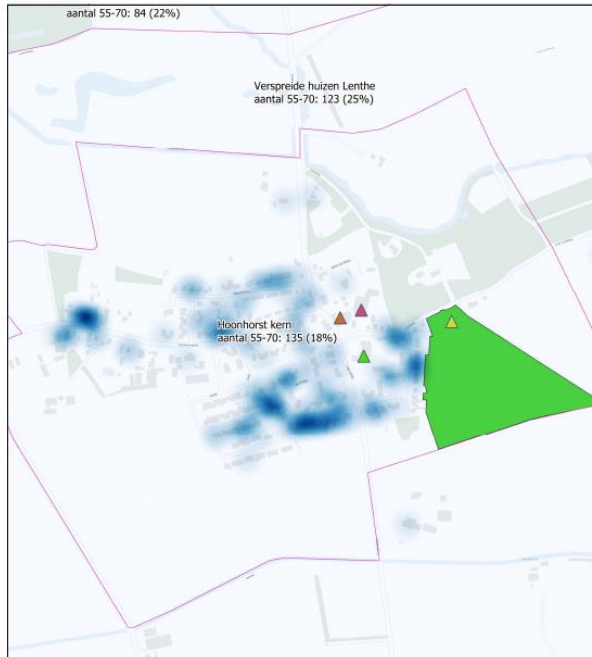 aantal 55-70: 84 (22%)
Verspreide huizen Lenthe
aantal 55-70: 123 (25%)
Hoonhorst kern
aantal 55-70: 135 (18%)